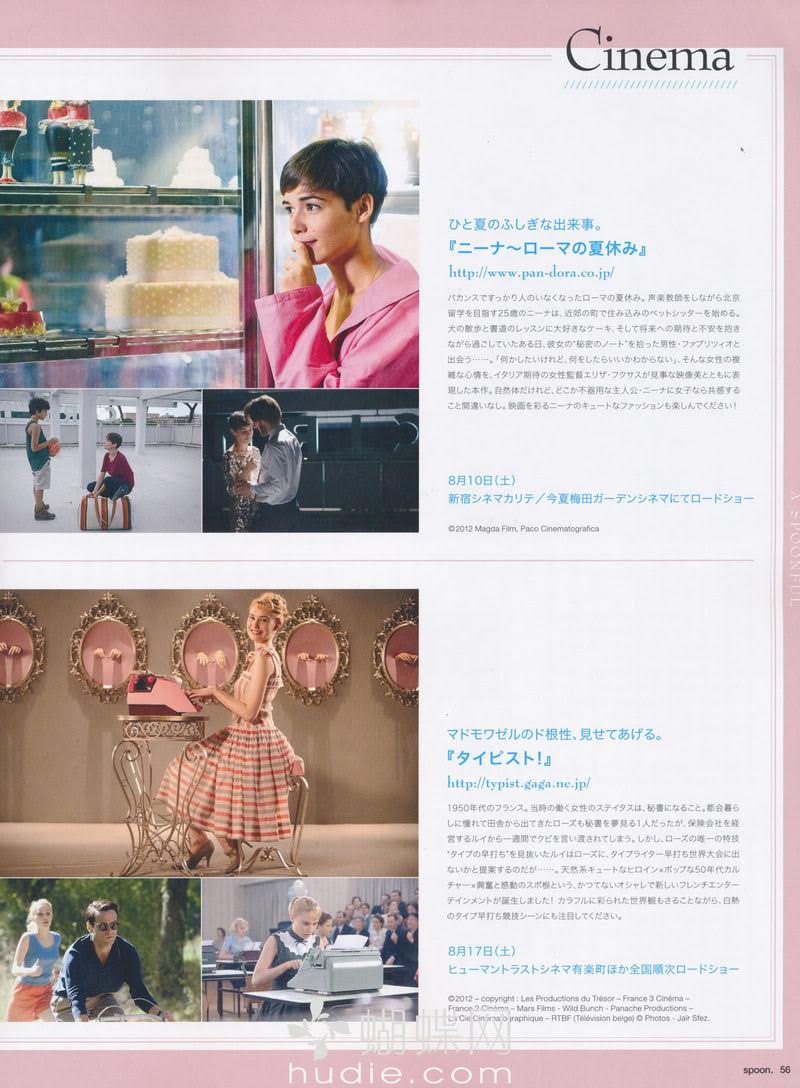 Cinema
ひと夏のふしぎな出来事。
『ニーナ～ローマの夏休み』
http://www.pan-dora.co.jp/
バカンスですっかり人のいなくなったローマの夏休み。声楽教師をしながら北京
留学を目指す25歳のニーナは、近郊の町で住み込みのペットシッターを始める。
犬の散歩と書道のレッスンに大好きなケーキ、そして将来への期待と不安を抱き
ながら過ごしていたある日、彼女の“秘密のノート”を拾った男性・ファブリツィオと
出会う……。「何かしたいけれど、何をしたらいいかわからない」、そんな女性の複
雑な心情を、イタリア期待の女性監督エリザ・フクサスが見事な映像美とともに表
現した本作。自然体だけれど、どこか不器用な主人公・ニーナに女子なら共感する
こと間違いなし。映画を彩るニーナのキュートなファッションも楽しんでください！
8月10日（土）
新宿シネマカリテ／今夏梅田ガーデンシネマにてロードショー
©2012 Magda Film, Paco Cinematografica
A SPOONFUL
マドモワゼルのド根性、見せてあげる。
『タイピスト！』
http://typist.gaga.ne.jp/
1950年代のフランス。当時の働く女性のステイタスは、秘書になること。都会暮ら
しに憧れて田舎から出てきたローズも秘書を夢見る1人だったが、保険会社を経
営するルイから一週間でクビを言い渡されてしまう。しかし、ローズの唯一の特技
“タイプの早打ち”を見抜いたルイはローズに、タイプライター早打ち世界大会に出
ないかと提案するのだが……。天然系キュートなヒロイン×ポップな50年代カル
チャー×興奮と感動のスポ根という、かつてないオシャレで新しいフレンチエンター
テインメントが誕生しました！ カラフルに彩られた世界観もさることながら、白熱
のタイプ早打ち競技シーンにも注目してください。
8月17日（土）
ヒューマントラストシネマ有楽町ほか全国順次ロードショー
©2012 – copyright : Les Productions du Trésor – France 3 Cinéma –
France 3 Cinéma – Mars Films - Wild Bunch - Panache Productions –
La Cie Cinématographique – RTBF (Télévision belge) © Photos - Jaïr Sfez.
蝴蝶网
hudie.com
spoon. 56